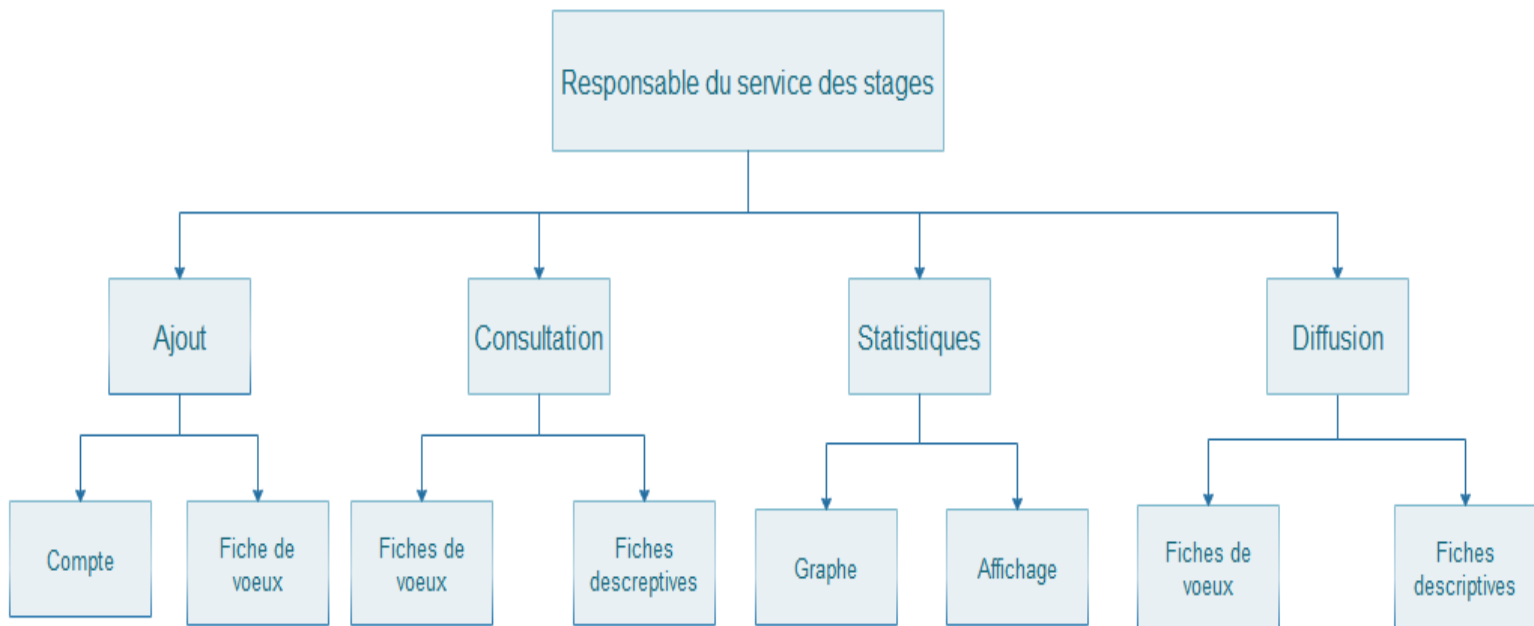 Responsable du service des stages
Ajout
Consultation
Statistiques
Diffusion
Compte
Fiche de
voeux
Fiches de
voeux
Fiches
descreptives
Graphe
Affichage
Fiches de
voeux
Fiches
descriptives